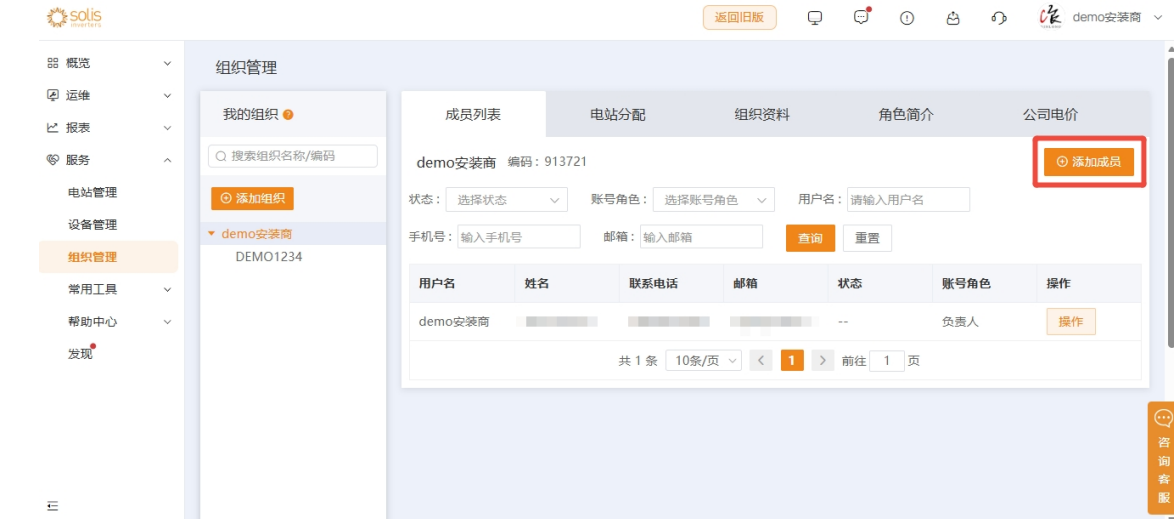 solis
inverters
返回旧版
demo安装商
概览
运维
报表
服务
电站管理
设备管理
组织管理
常用工具
帮助中心
发现
组织管理
我的组织
搜索组织名称/编码
添加组织
demo安装商
DEMO1234
成员列表 电站分配 组织资料 角色简介 公司电价
demo安装商 编码：913721
添加成员
状态： 选择状态 账号角色： 选择账号角色 用户名： 请输入用户名
手机号： 输入手机号 邮箱： 输入邮箱 查询 重置
用户名 姓名 联系电话 邮箱 状态 账号角色 操作
demo安装商 -- 负责人 操作
共 1 条 10条/页 < 1 > 前往 1 页
咨询客服